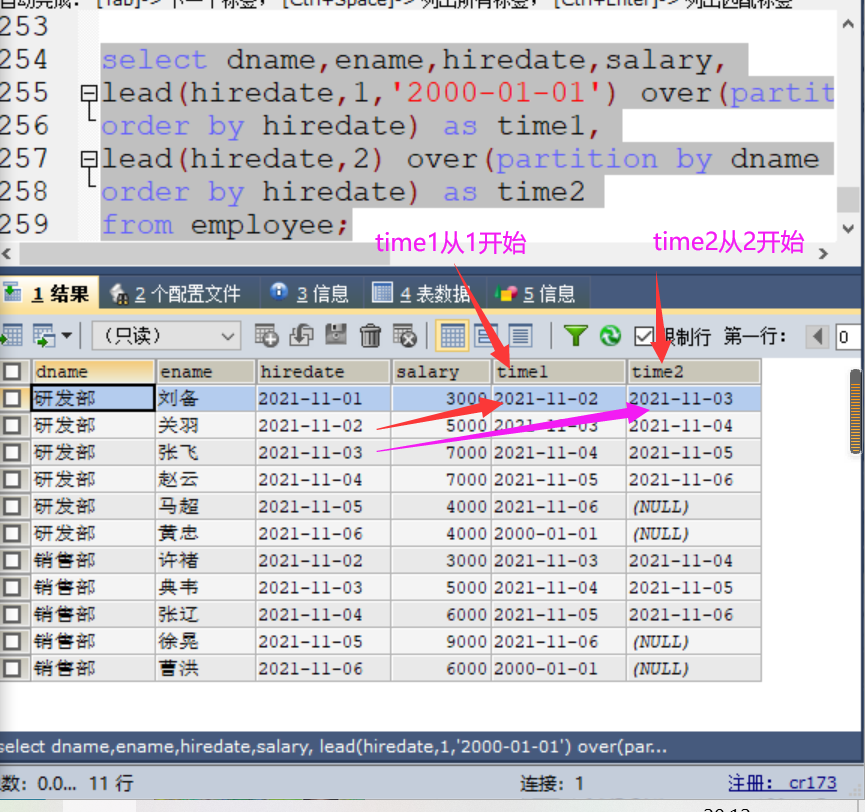 自动完成: [Tab]-> 下一个标签, [Ctrl+Space]-> 列出所有标签, [Ctrl+Enter]-> 列出匹配标签
253
254 select dname,ename,hiredate,salary,
255 lead(hiredate,1,'2000-01-01') over(partit
256 order by hiredate) as time1,
257 lead(hiredate,2) over(partition by dname
258 order by hiredate) as time2
259 from employee;
time1从1开始 time2从2开始
1 结果 2 个配置文件 3 信息 4 表数据 5 信息
(只读) 限制行 第一行: 0
dname ename hiredate salary time1 time2
研发部 刘备 2021-11-01 3000 2021-11-02 2021-11-03
研发部 关羽 2021-11-02 5000 2021-11-03 2021-11-04
研发部 张飞 2021-11-03 7000 2021-11-04 2021-11-05
研发部 赵云 2021-11-04 7000 2021-11-05 2021-11-06
研发部 马超 2021-11-05 4000 2021-11-06 (NULL)
研发部 黄忠 2021-11-06 4000 2000-01-01 (NULL)
销售部 许褚 2021-11-02 3000 2021-11-03 2021-11-04
销售部 典韦 2021-11-03 5000 2021-11-04 2021-11-05
销售部 张辽 2021-11-04 6000 2021-11-05 2021-11-06
销售部 徐晃 2021-11-05 9000 2021-11-06 (NULL)
销售部 曹洪 2021-11-06 6000 2000-01-01 (NULL)
select dname,ename,hiredate,salary, lead(hiredate,1,'2000-01-01') over(par...
数: 0.0... 11 行 连接: 1 注册: cr173